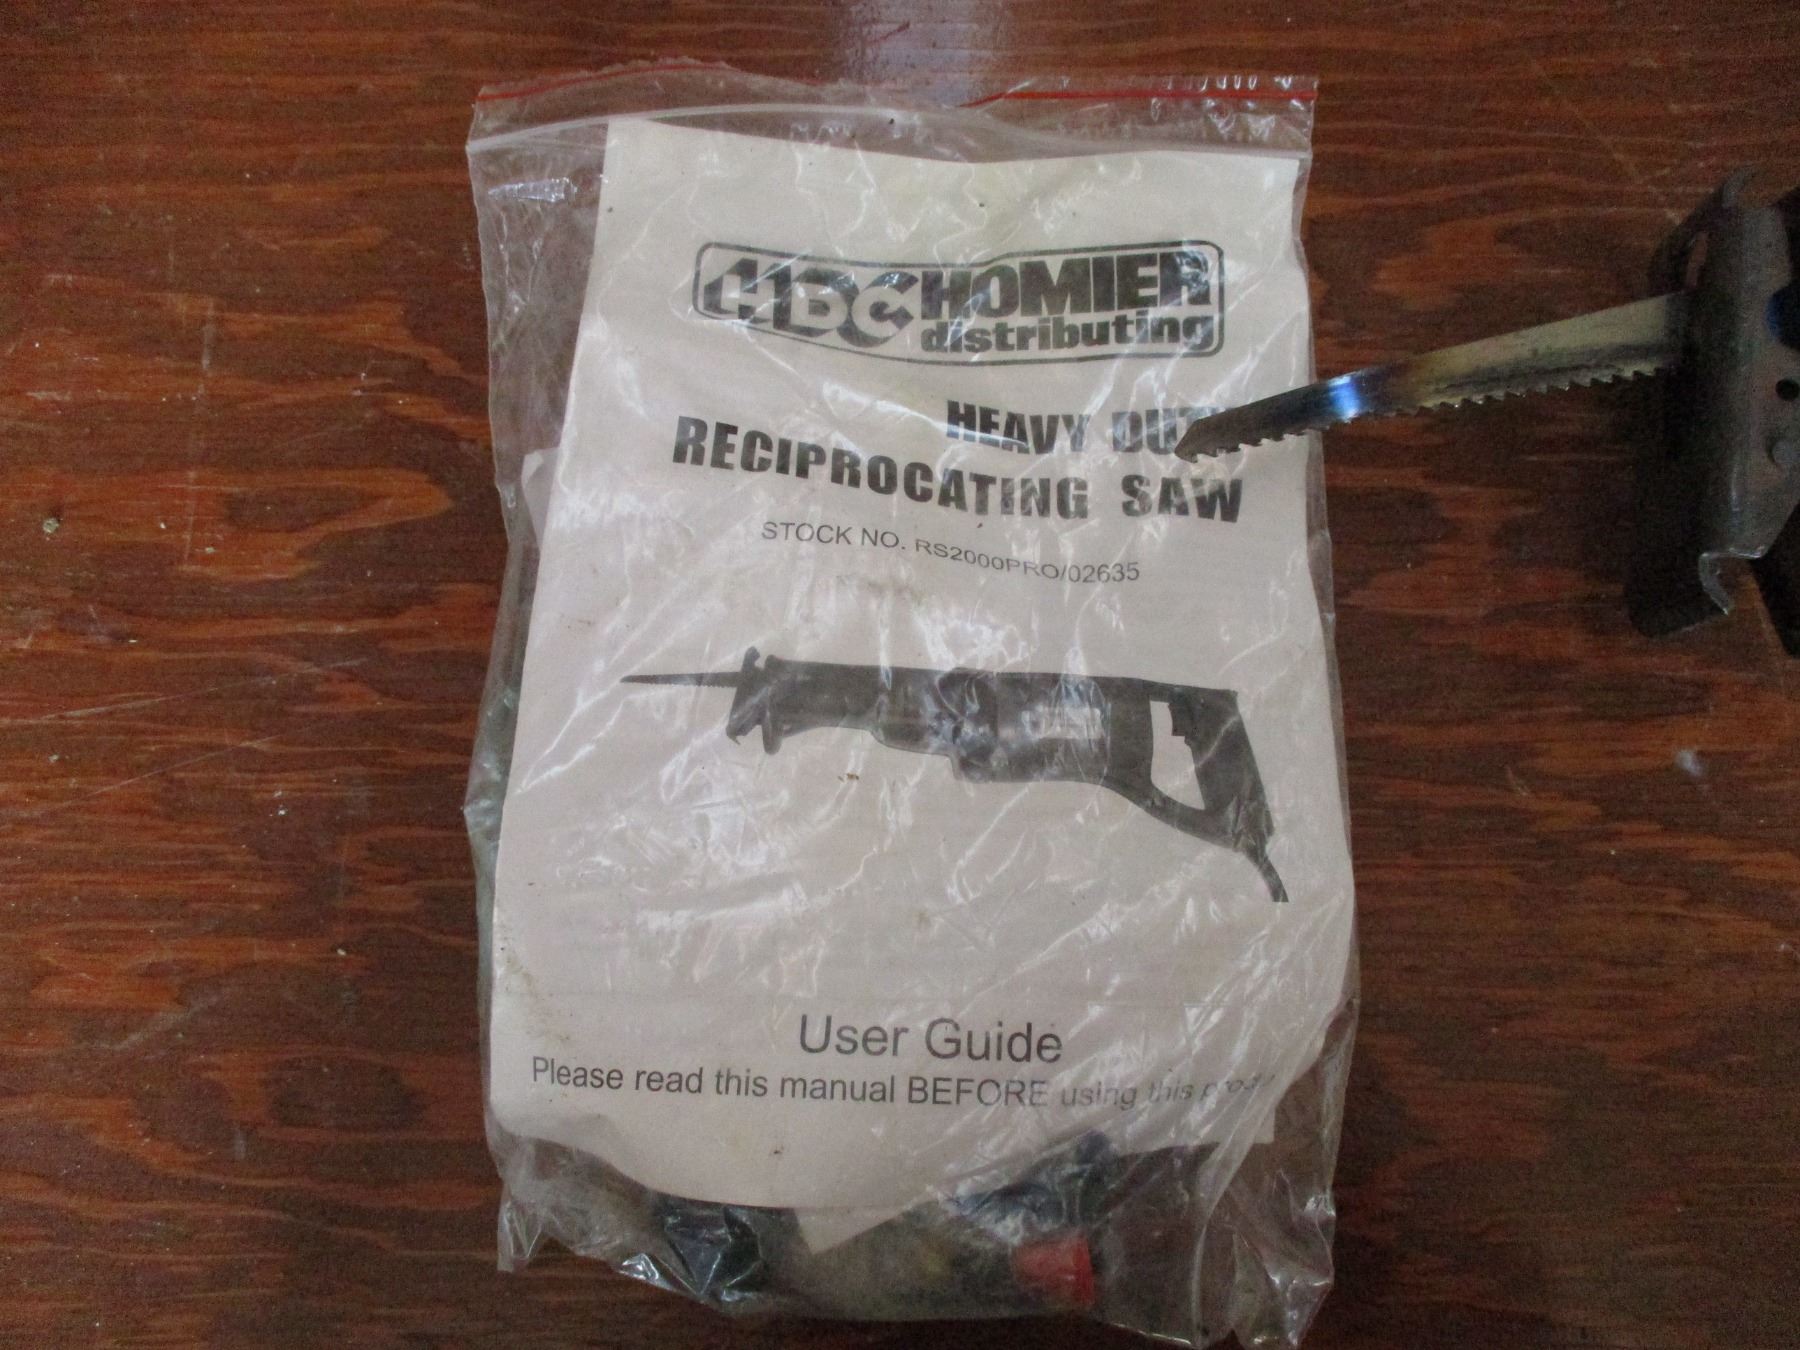 HDC HOMIER
distributing
HEAVY DUTY
RECIPROCATING SAW
STOCK NO. RS2000PRO/02635
User Guide
Please read this manual BEFORE using this